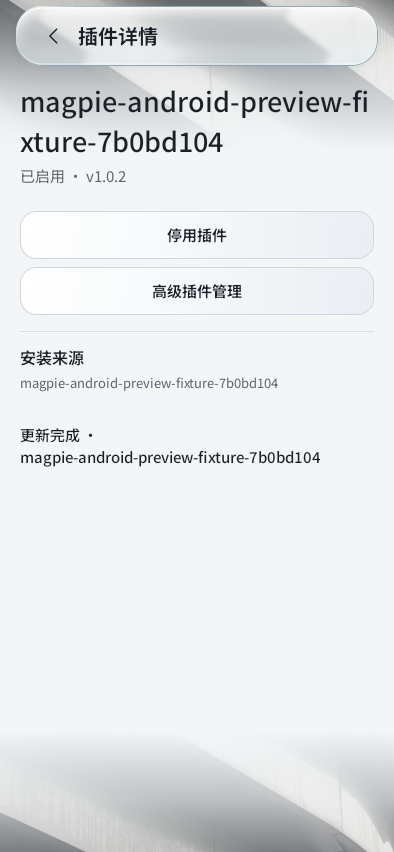 插件详情
magpie-android-preview-fi
xture-7b0bd104
已启用 • v1.0.2
停用插件
高级插件管理
安装来源
magpie-android-preview-fixture-7b0bd104
更新完成 •
magpie-android-preview-fixture-7b0bd104